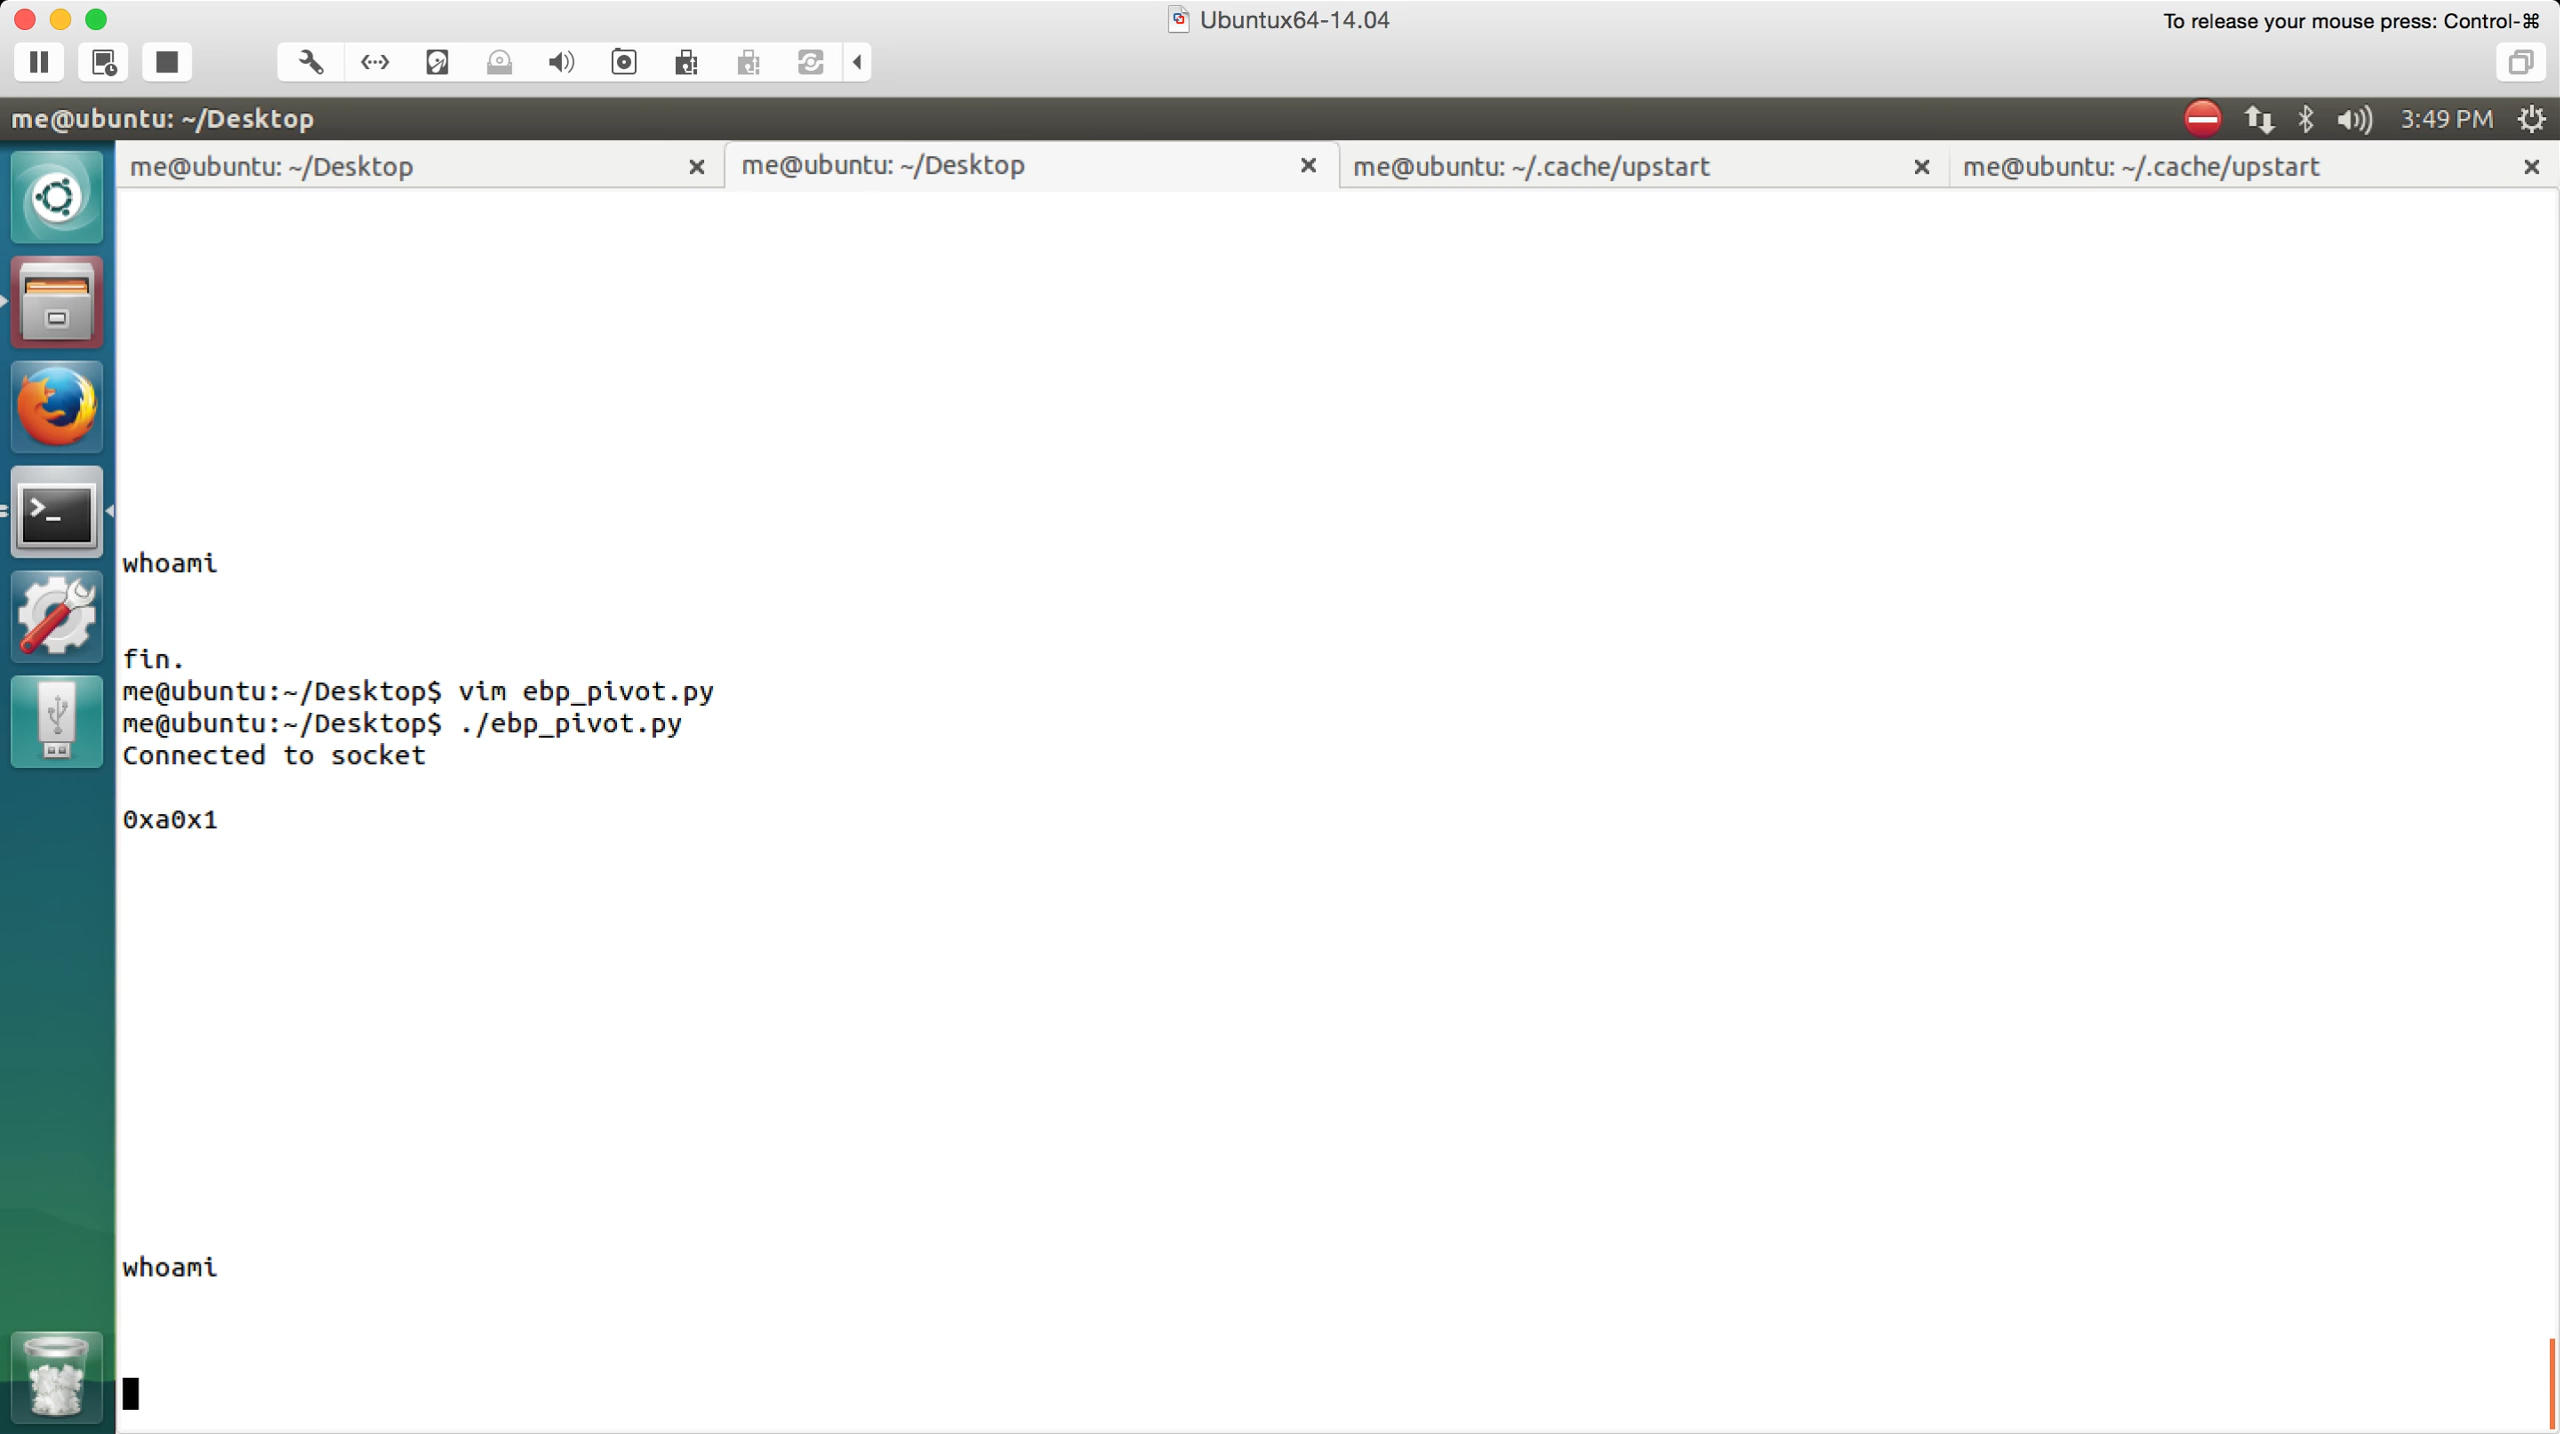 Ubuntux64-14.04
To release your mouse press: Control-⌘
me@ubuntu: ~/Desktop
3:49 PM
me@ubuntu: ~/Desktop
me@ubuntu: ~/Desktop
me@ubuntu: ~/.cache/upstart
me@ubuntu: ~/.cache/upstart
whoami
fin.
me@ubuntu:~/Desktop$ vim ebp_pivot.py
me@ubuntu:~/Desktop$ ./ebp_pivot.py
Connected to socket
0xa0x1
whoami